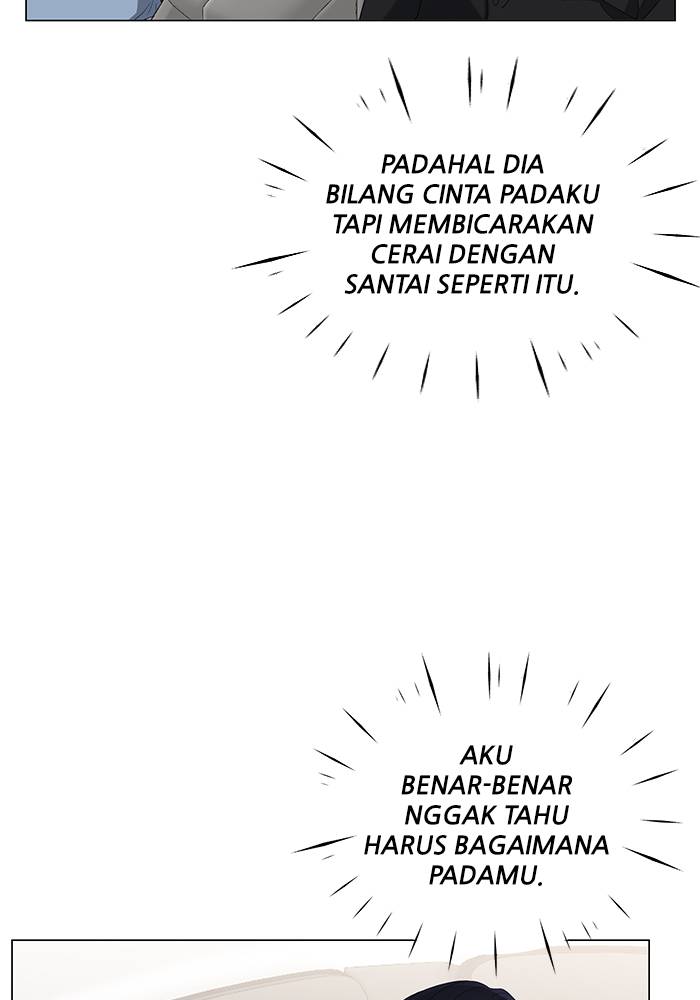 PADAHAL DIA
BILANG CINTA PADAKU
TAPI MEMBICARAKAN
CERAI DENGAN
SANTAI SEPERTI ITU.
AKU
BENAR-BENAR
NGGAK TAHU
HARUS BAGAIMANA
PADAMU.